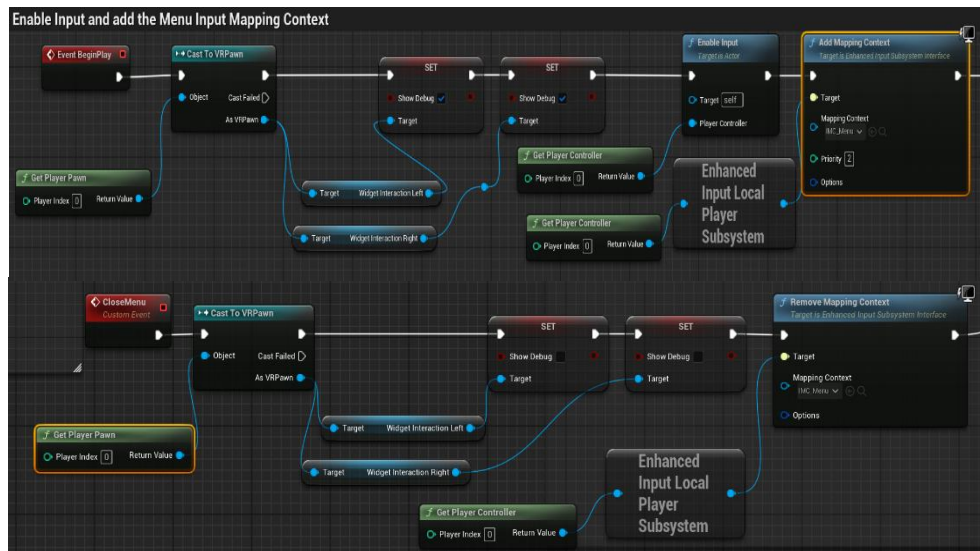 Enable Input and add the Menu Input Mapping Context
Event BeginPlay
Cast To VRPawn
Object
Cast Failed
As VRPawn
Get Player Pawn
Player Index 0
Return Value
SET
Show Debug
Target
SET
Show Debug
Target
Target
Widget Interaction Left
Target
Widget Interaction Right
Get Player Controller
Player Index 0
Return Value
Get Player Controller
Player Index 0
Return Value
Enable Input
Target is Actor
Target self
Player Controller
Enhanced
Input Local
Player
Subsystem
Add Mapping Context
Target is Enhanced Input Subsystem Interface
Target
Mapping Context
IMC_Menu
Priority 2
Options
CloseMenu
Custom Event
Cast To VRPawn
Object
Cast Failed
As VRPawn
Get Player Pawn
Player Index 0
Return Value
SET
Show Debug
Target
SET
Show Debug
Target
Target
Widget Interaction Left
Target
Widget Interaction Right
Get Player Controller
Player Index 0
Return Value
Enhanced
Input Local
Player
Subsystem
Remove Mapping Context
Target is Enhanced Input Subsystem Interface
Target
Mapping Context
IMC Menu
Options